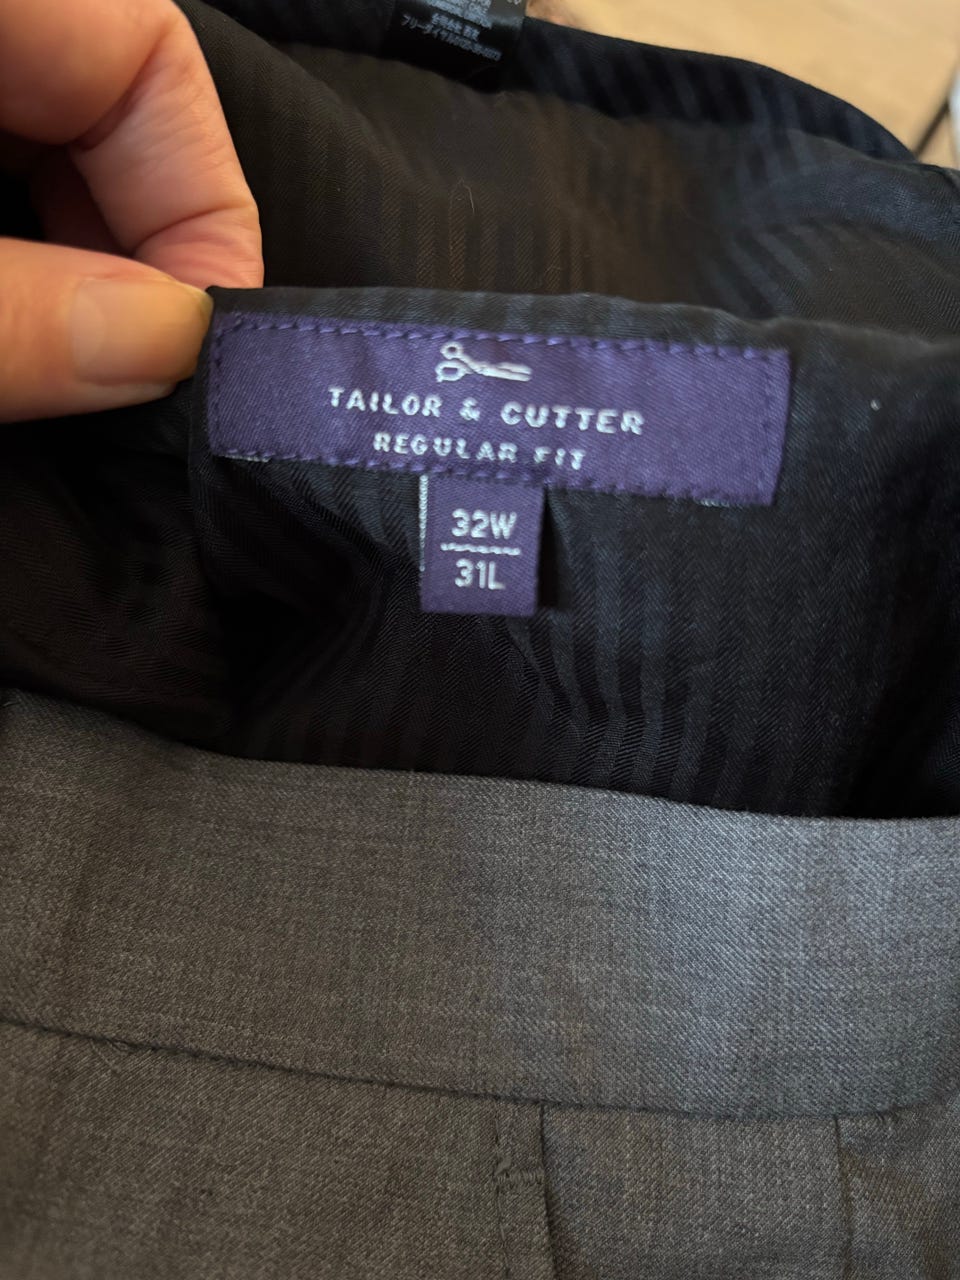 TAILOR & CUTTER
REGULAR FIT
32W
31L